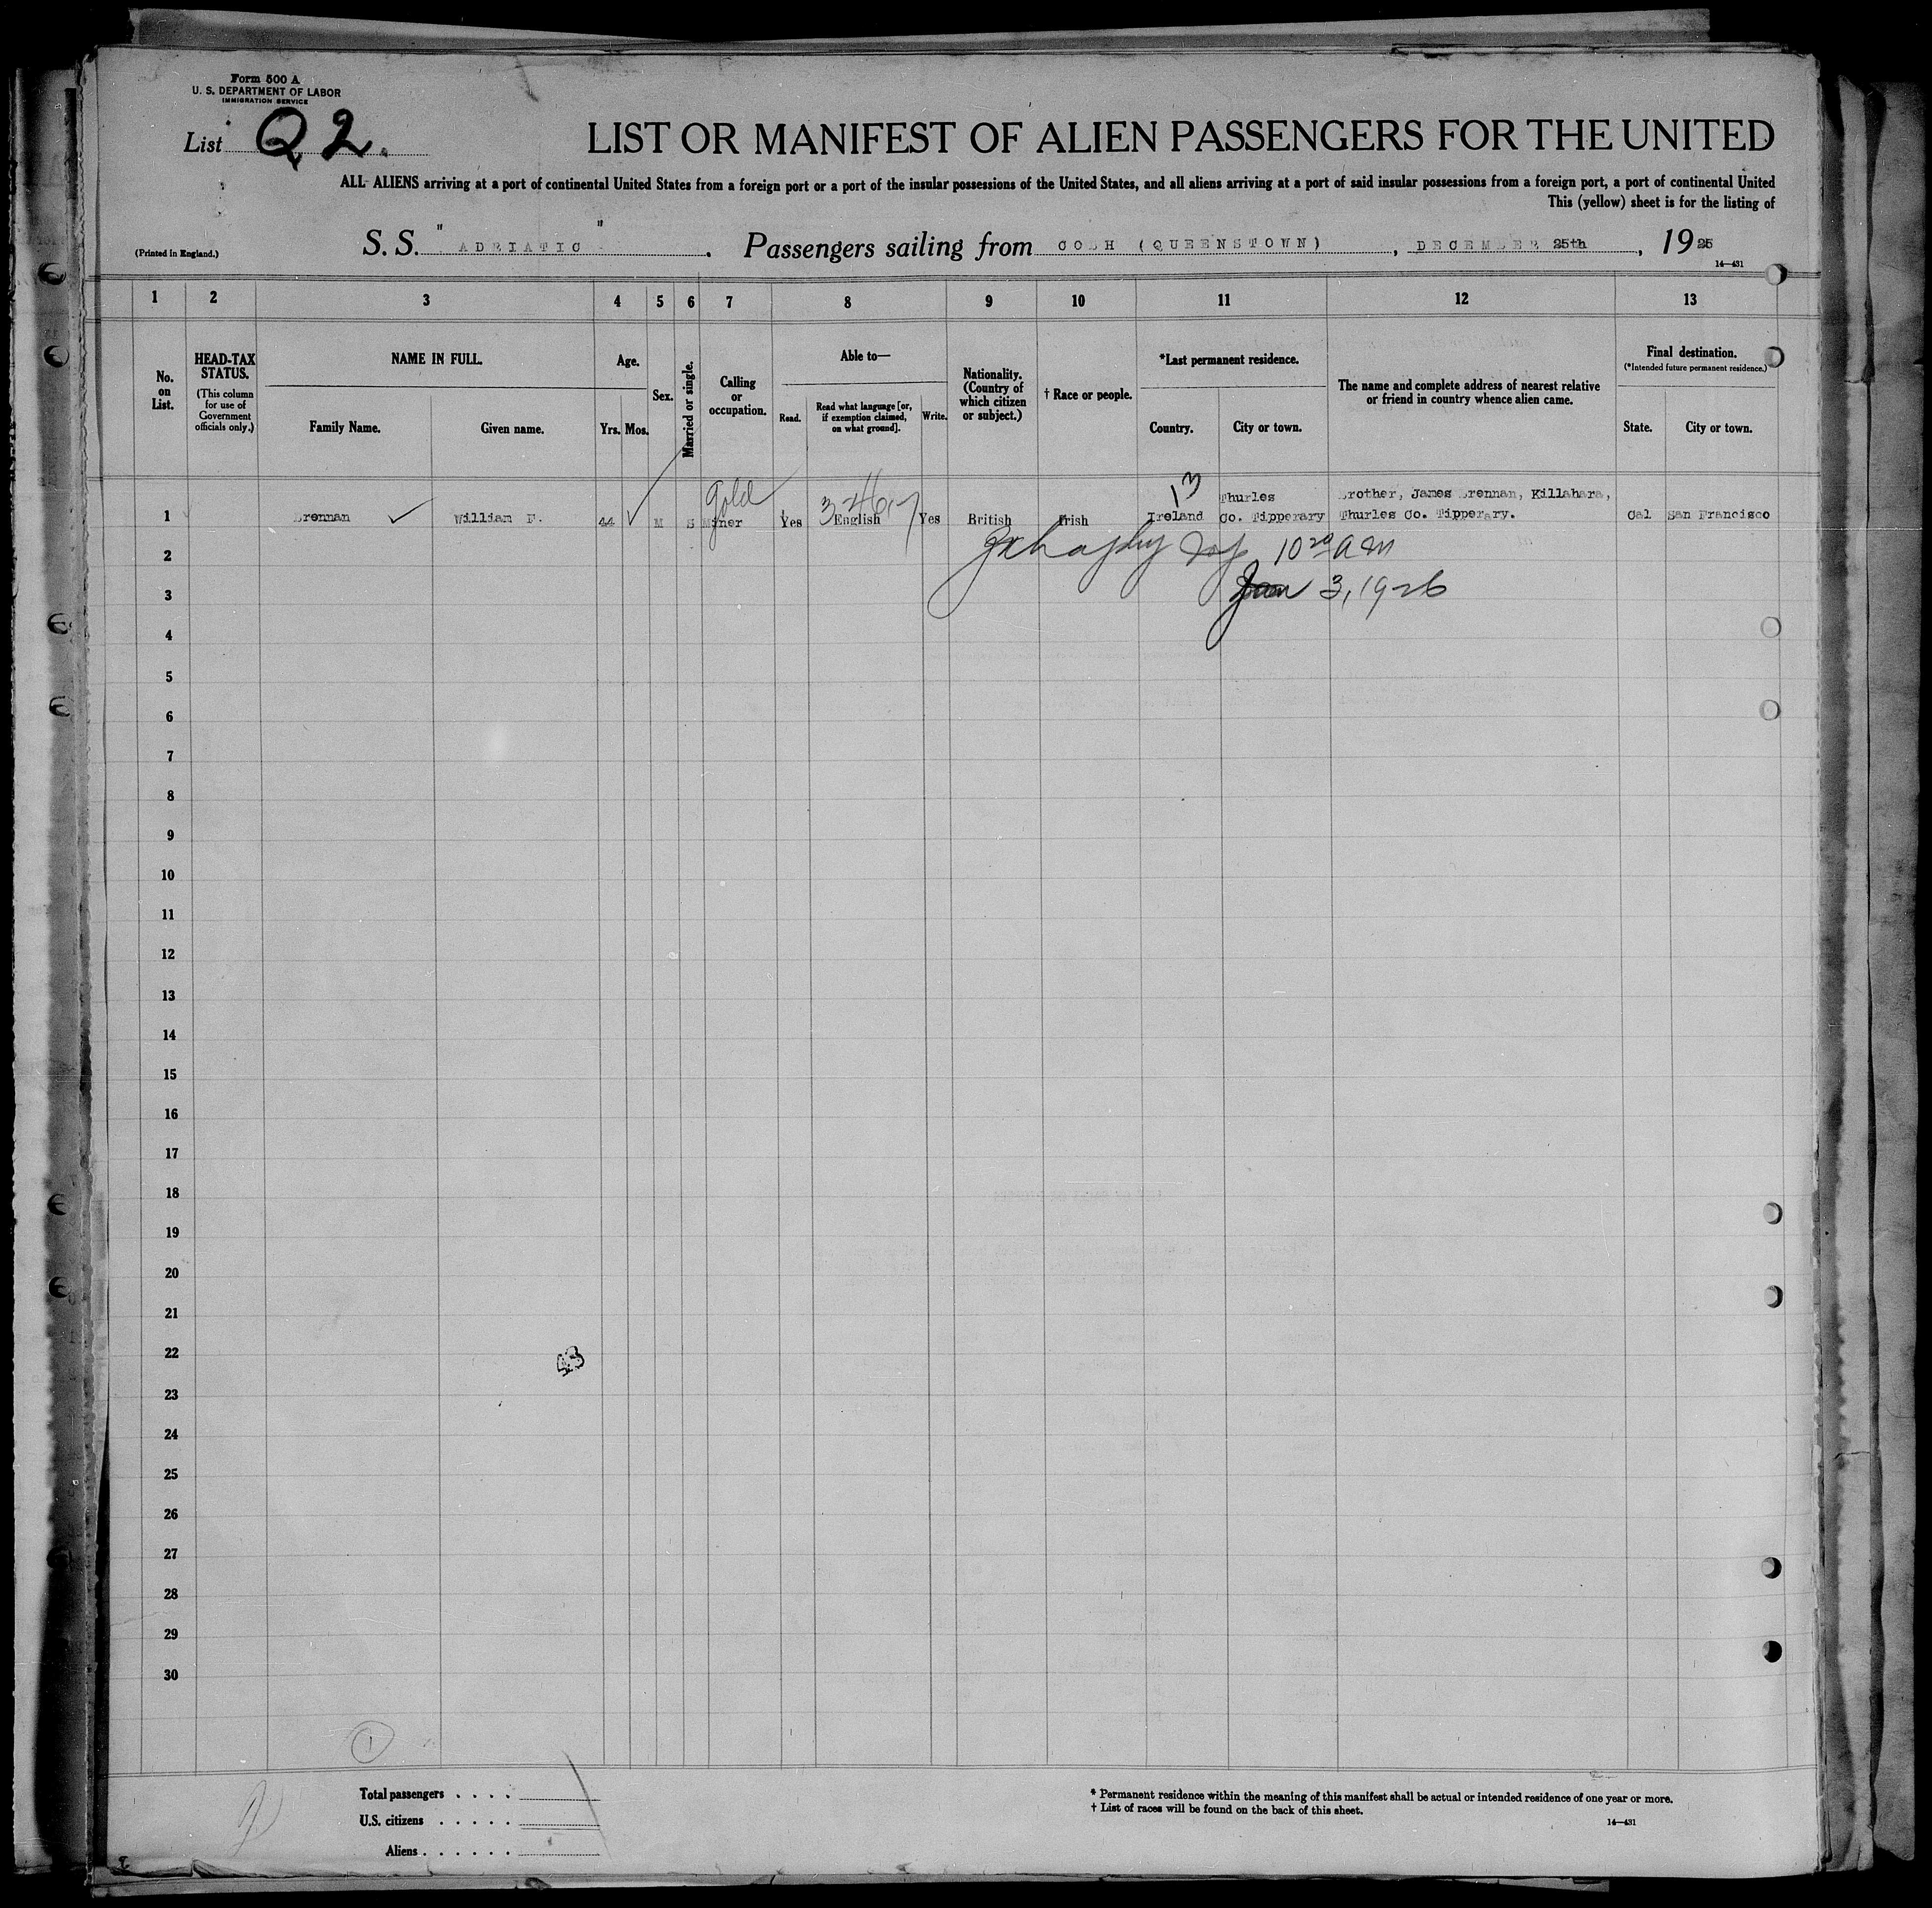 Form 500 A
U. S. DEPARTMENT OF LABOR
IMMIGRATION SERVICE
List Q 2.
LIST OR MANIFEST OF ALIEN PASSENGERS FOR THE UNITED
ALL ALIENS arriving at a port of continental United States from a foreign port or a port of the insular possessions of the United States, and all aliens arriving at a port of said insular possessions from a foreign port, a port of continental United
This (yellow) sheet is for the listing of
(Printed in England.)
S. S. " ADRIATIC " . Passengers sailing from COBH (QUEENSTOWN) , DECEMBER 25th , 19 25
14—431
1 2 3 4 5 6 7 8 9 10 11 12 13
No. on List.
HEAD-TAX STATUS.
(This column for use of Government officials only.)
NAME IN FULL.
Family Name.
Given name.
Age.
Yrs. Mos.
Sex.
Married or single.
Calling or occupation.
Able to—
Read.
Read what language [or, if exemption claimed, on what ground].
Write.
Nationality. (Country of which citizen or subject.)
† Race or people.
*Last permanent residence.
Country.
City or town.
The name and complete address of nearest relative or friend in country whence alien came.
Final destination.
(*Intended future permanent residence.)
State.
City or town.
gold 13 Thurles Brother, James Brennan, Killahara,
1 Brennan William F. 44 M S Miner Yes English Yes British Irish Ireland Co. Tipperary Thurles Co. Tipperary. Cal San Francisco
2 10 20 AM
3 Jan 3, 1926
4
5
6
7
8
9
10
11
12
13
14
15
16
17
18
19
20
21
22
23
24
25
26
27
28
29
30
1
Total passengers . . . .
U.S. citizens . . . . .
Aliens . . . . . .
* Permanent residence within the meaning of this manifest shall be actual or intended residence of one year or more.
† List of races will be found on the back of this sheet.
14—431